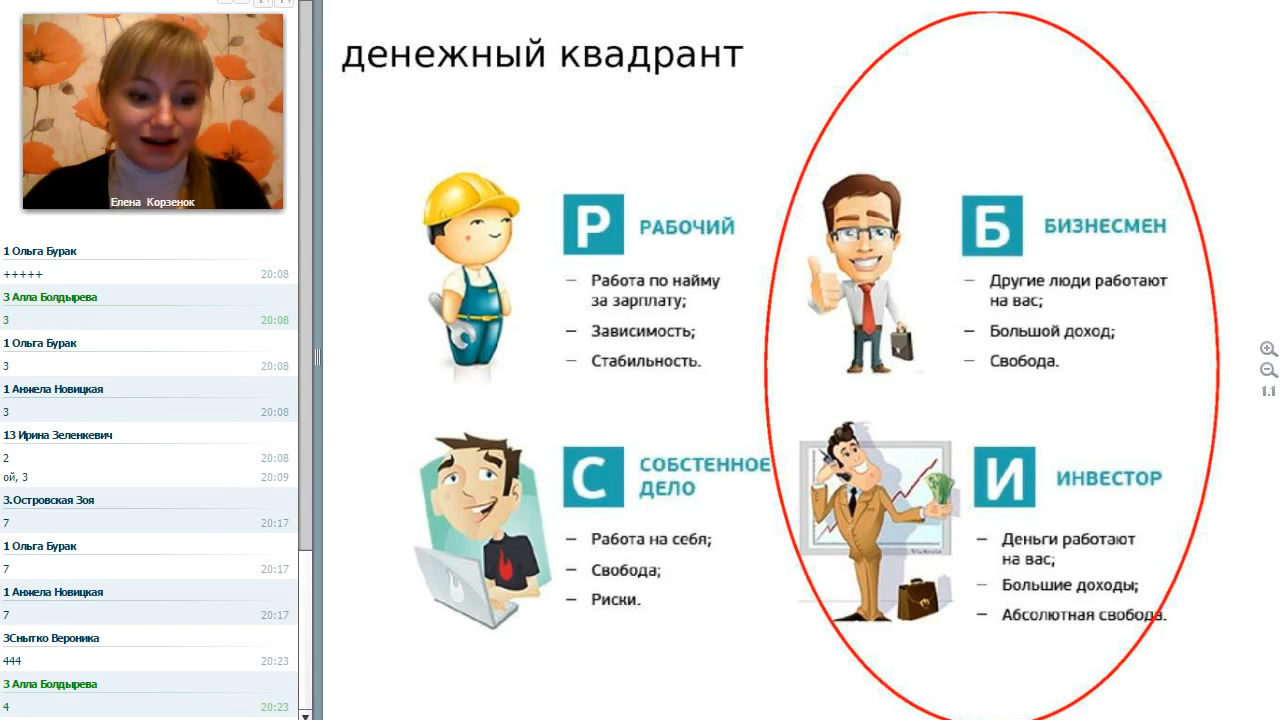 Елена Корзенок
1 Ольга Бурак
+++++ 20:08
3 Алла Болдырева
3 20:08
1 Ольга Бурак
3 20:08
1 Анжела Новицкая
3 20:08
13 Ирина Зеленкевич
2 20:08
ой, 3 20:09
3.Островская Зоя
7 20:17
1 Ольга Бурак
7 20:17
1 Анжела Новицкая
7 20:17
3Снытко Вероника
444 20:23
3 Алла Болдырева
4 20:23
денежный квадрант
Р РАБОЧИЙ
– Работа по найму
за зарплату;
– Зависимость;
– Стабильность.
Б БИЗНЕСМЕН
– Другие люди работают
на вас;
– Большой доход;
– Свобода.
С СОБСТЕННОЕ
ДЕЛО
– Работа на себя;
– Свобода;
– Риски.
И ИНВЕСТОР
– Деньги работают
на вас;
– Большие доходы;
– Абсолютная свобода.
1.1